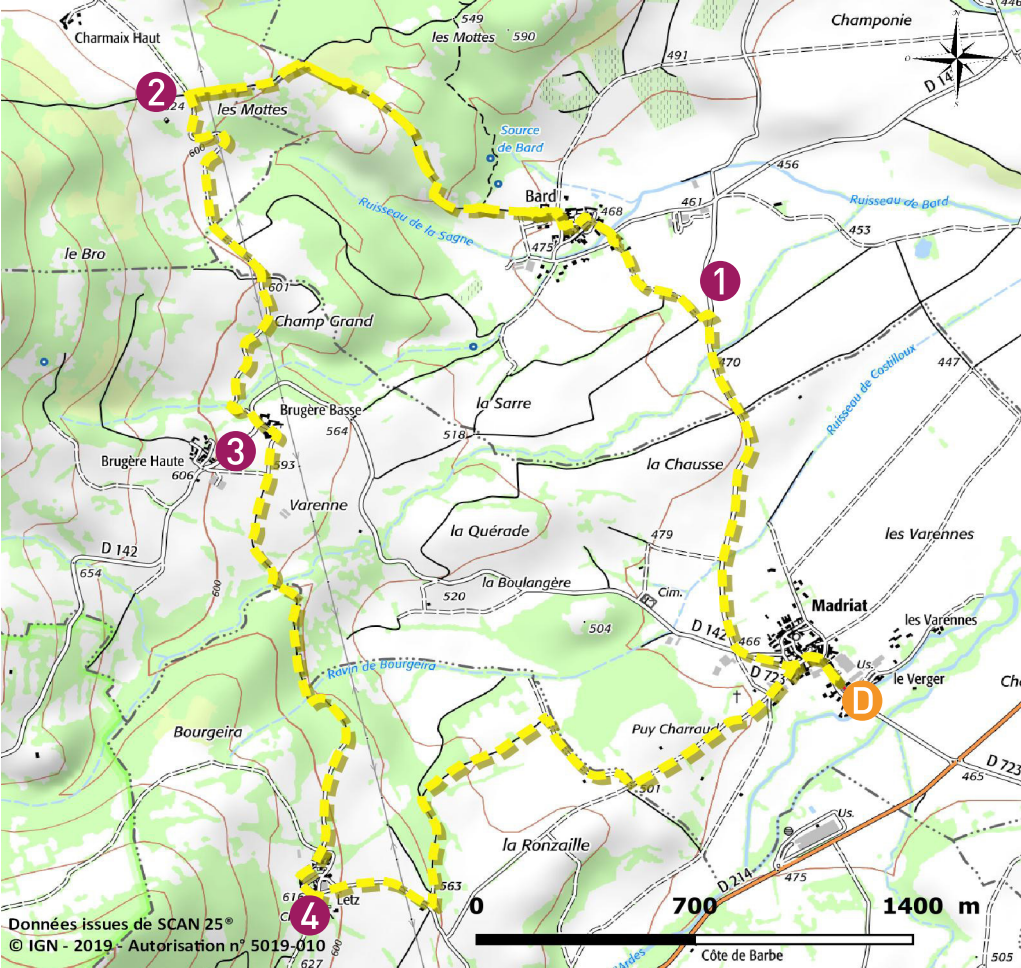 446
549
les Mottes
590
Champonie
Charmaix Haut
N
491
D 14
2
les Mottes
Source
de Bard
600
456
Bard
468
461
Ruisseau de Bard
Ruisseau de la Sagne
453
475
le Bro
1
601
Champ Grand
470
447
Ruisseau de Costilloux
la Sarre
Brugère Basse
564
518
3
Brugère Haute
606
593
la Chausse
Varenne
la Quérade
479
les Varennes
D 142
654
600
la Boulangère
520
Cim.
504
Madriat
les Varennes
D 142
466
Us.
le Verger
D 723
Ravin de Bourgeira
D
Bourgeira
Puy Charrau
D 723
465
501
Us.
la Ronzaille
D 214
475
563
Letz
4
600
627
0 700 1400 m
Côte de Barbe
505
Données issues de SCAN 25®
© IGN - 2019 - Autorisation n° 5019-010